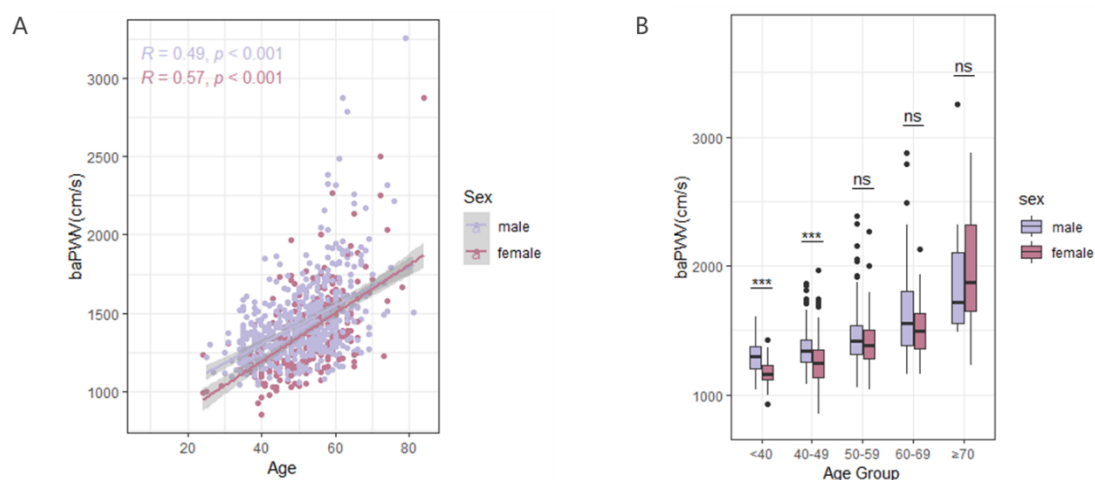 A
R = 0.49, p < 0.001
R = 0.57, p < 0.001
3000
2500
2000
1500
1000
baPWV(cm/s)
20
40
60
80
Age
Sex
male
female
B
ns
ns
ns
***
***
3000
2000
1000
baPWV(cm/s)
<40
40-49
50-59
60-69
≥70
Age Group
sex
male
female